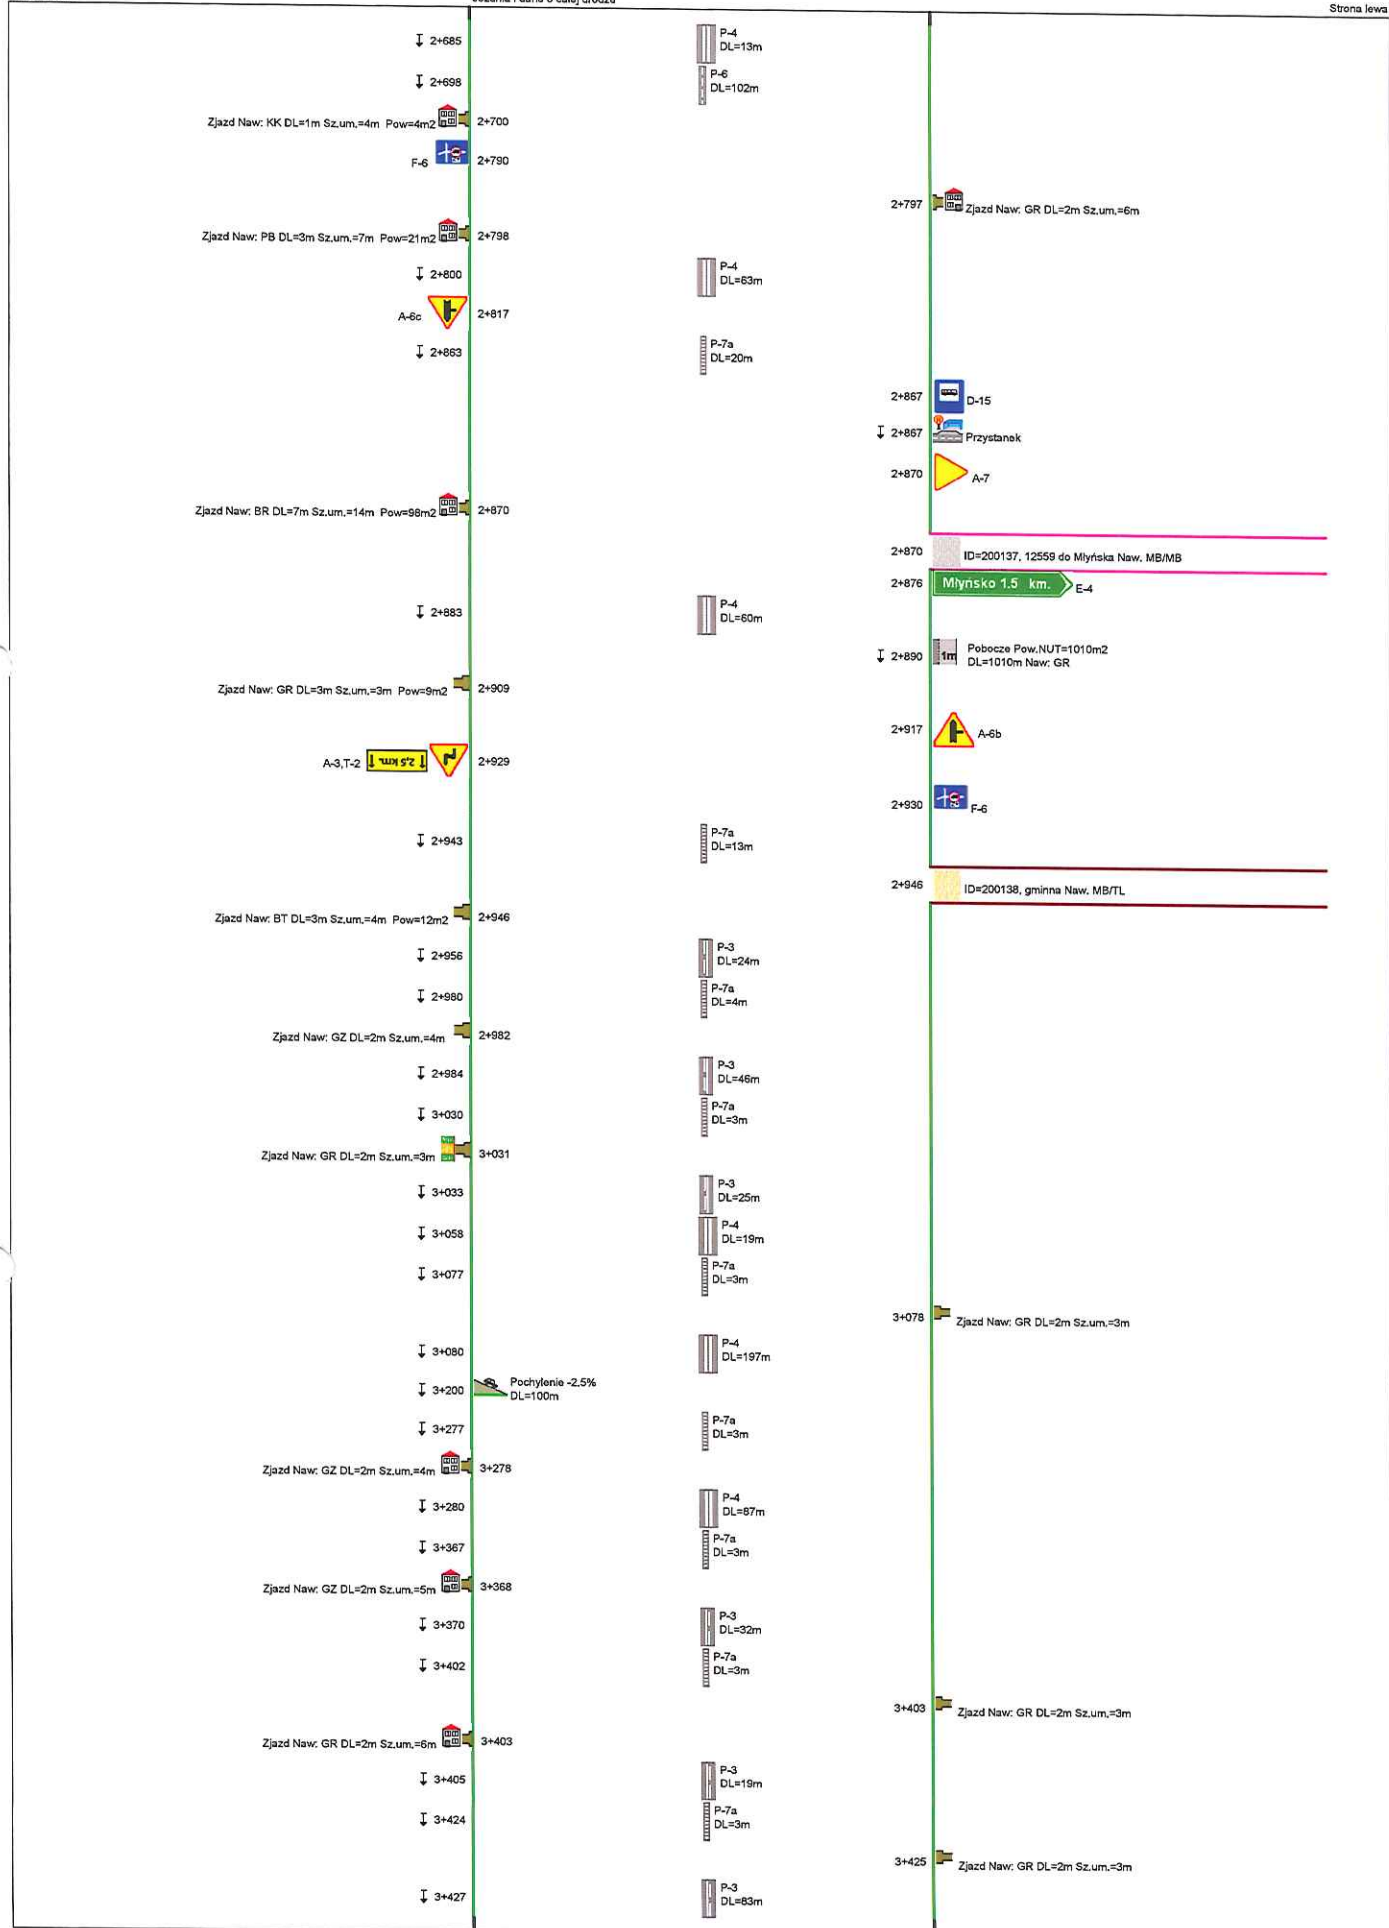 Strona lewa
2+685
P-4
DL=13m
2+698
P-6
DL=102m
Zjazd Naw: KK DL=1m Sz.um.=4m Pow=4m2
2+700
F-6
2+790
2+797
Zjazd Naw: GR DL=2m Sz.um.=6m
Zjazd Naw: PB DL=3m Sz.um.=7m Pow=21m2
2+798
2+800
P-4
DL=63m
A-6c
2+817
2+863
P-7a
DL=20m
2+867
D-15
2+867
Przystanek
2+870
A-7
Zjazd Naw: BR DL=7m Sz.um.=14m Pow=98m2
2+870
2+870
ID=200137, 12559 do Młyńska Naw. MB/MB
2+876
Młyńsko 1.5 km.
E-4
2+883
P-4
DL=60m
2+890
1m
Pobocze Pow.NUT=1010m2
DL=1010m Naw: GR
Zjazd Naw: GR DL=3m Sz.um.=3m Pow=9m2
2+909
2+917
A-6b
A-3,T-2
2,5 km.
2+929
2+930
F-6
2+943
P-7a
DL=13m
2+946
ID=200138, gminna Naw. MB/TL
Zjazd Naw: BT DL=3m Sz.um.=4m Pow=12m2
2+946
2+956
P-3
DL=24m
2+980
P-7a
DL=4m
Zjazd Naw: GZ DL=2m Sz.um.=4m
2+982
2+984
P-3
DL=46m
3+030
P-7a
DL=3m
Zjazd Naw: GR DL=2m Sz.um.=3m
3+031
3+033
P-3
DL=25m
3+058
P-4
DL=19m
3+077
P-7a
DL=3m
3+078
Zjazd Naw: GR DL=2m Sz.um.=3m
3+080
P-4
DL=197m
3+200
Pochylenie -2.5%
DL=100m
3+277
P-7a
DL=3m
Zjazd Naw: GZ DL=2m Sz.um.=4m
3+278
3+280
P-4
DL=87m
3+367
P-7a
DL=3m
Zjazd Naw: GZ DL=2m Sz.um.=5m
3+368
3+370
P-3
DL=32m
3+402
P-7a
DL=3m
3+403
Zjazd Naw: GR DL=2m Sz.um.=3m
Zjazd Naw: GR DL=2m Sz.um.=6m
3+403
3+405
P-3
DL=19m
3+424
P-7a
DL=3m
3+425
Zjazd Naw: GR DL=2m Sz.um.=3m
3+427
P-3
DL=83m